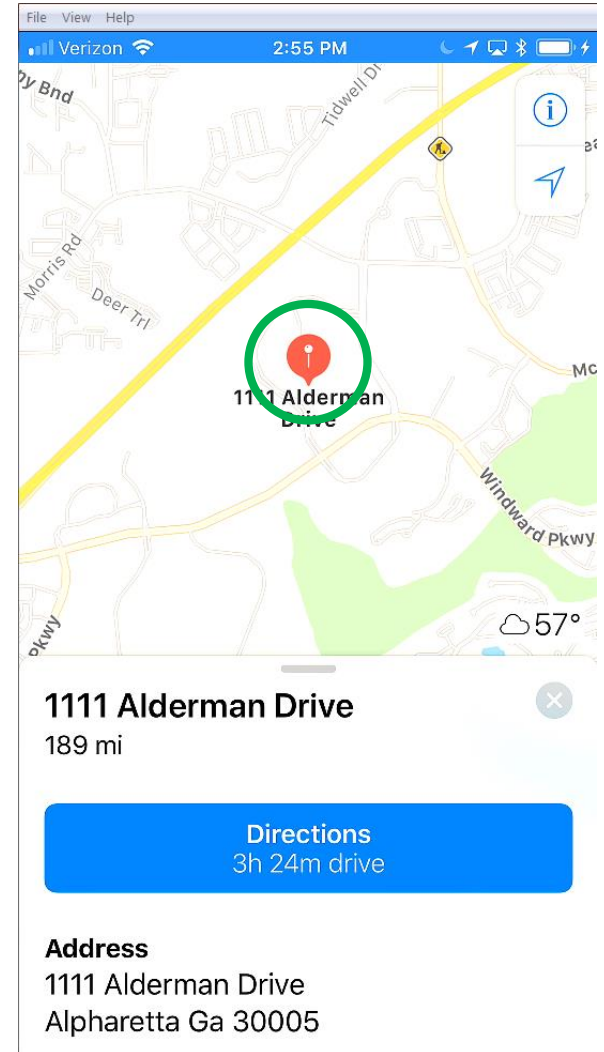 File View Help
Verizon 2:55 PM
by Bnd
Tidwell Dr
Morris Rd
Deer Trl
Mc
1111 Alderman
Drive
Windward Pkwy
57°
Pkwy
1111 Alderman Drive
189 mi
Directions
3h 24m drive
Address
1111 Alderman Drive
Alpharetta Ga 30005